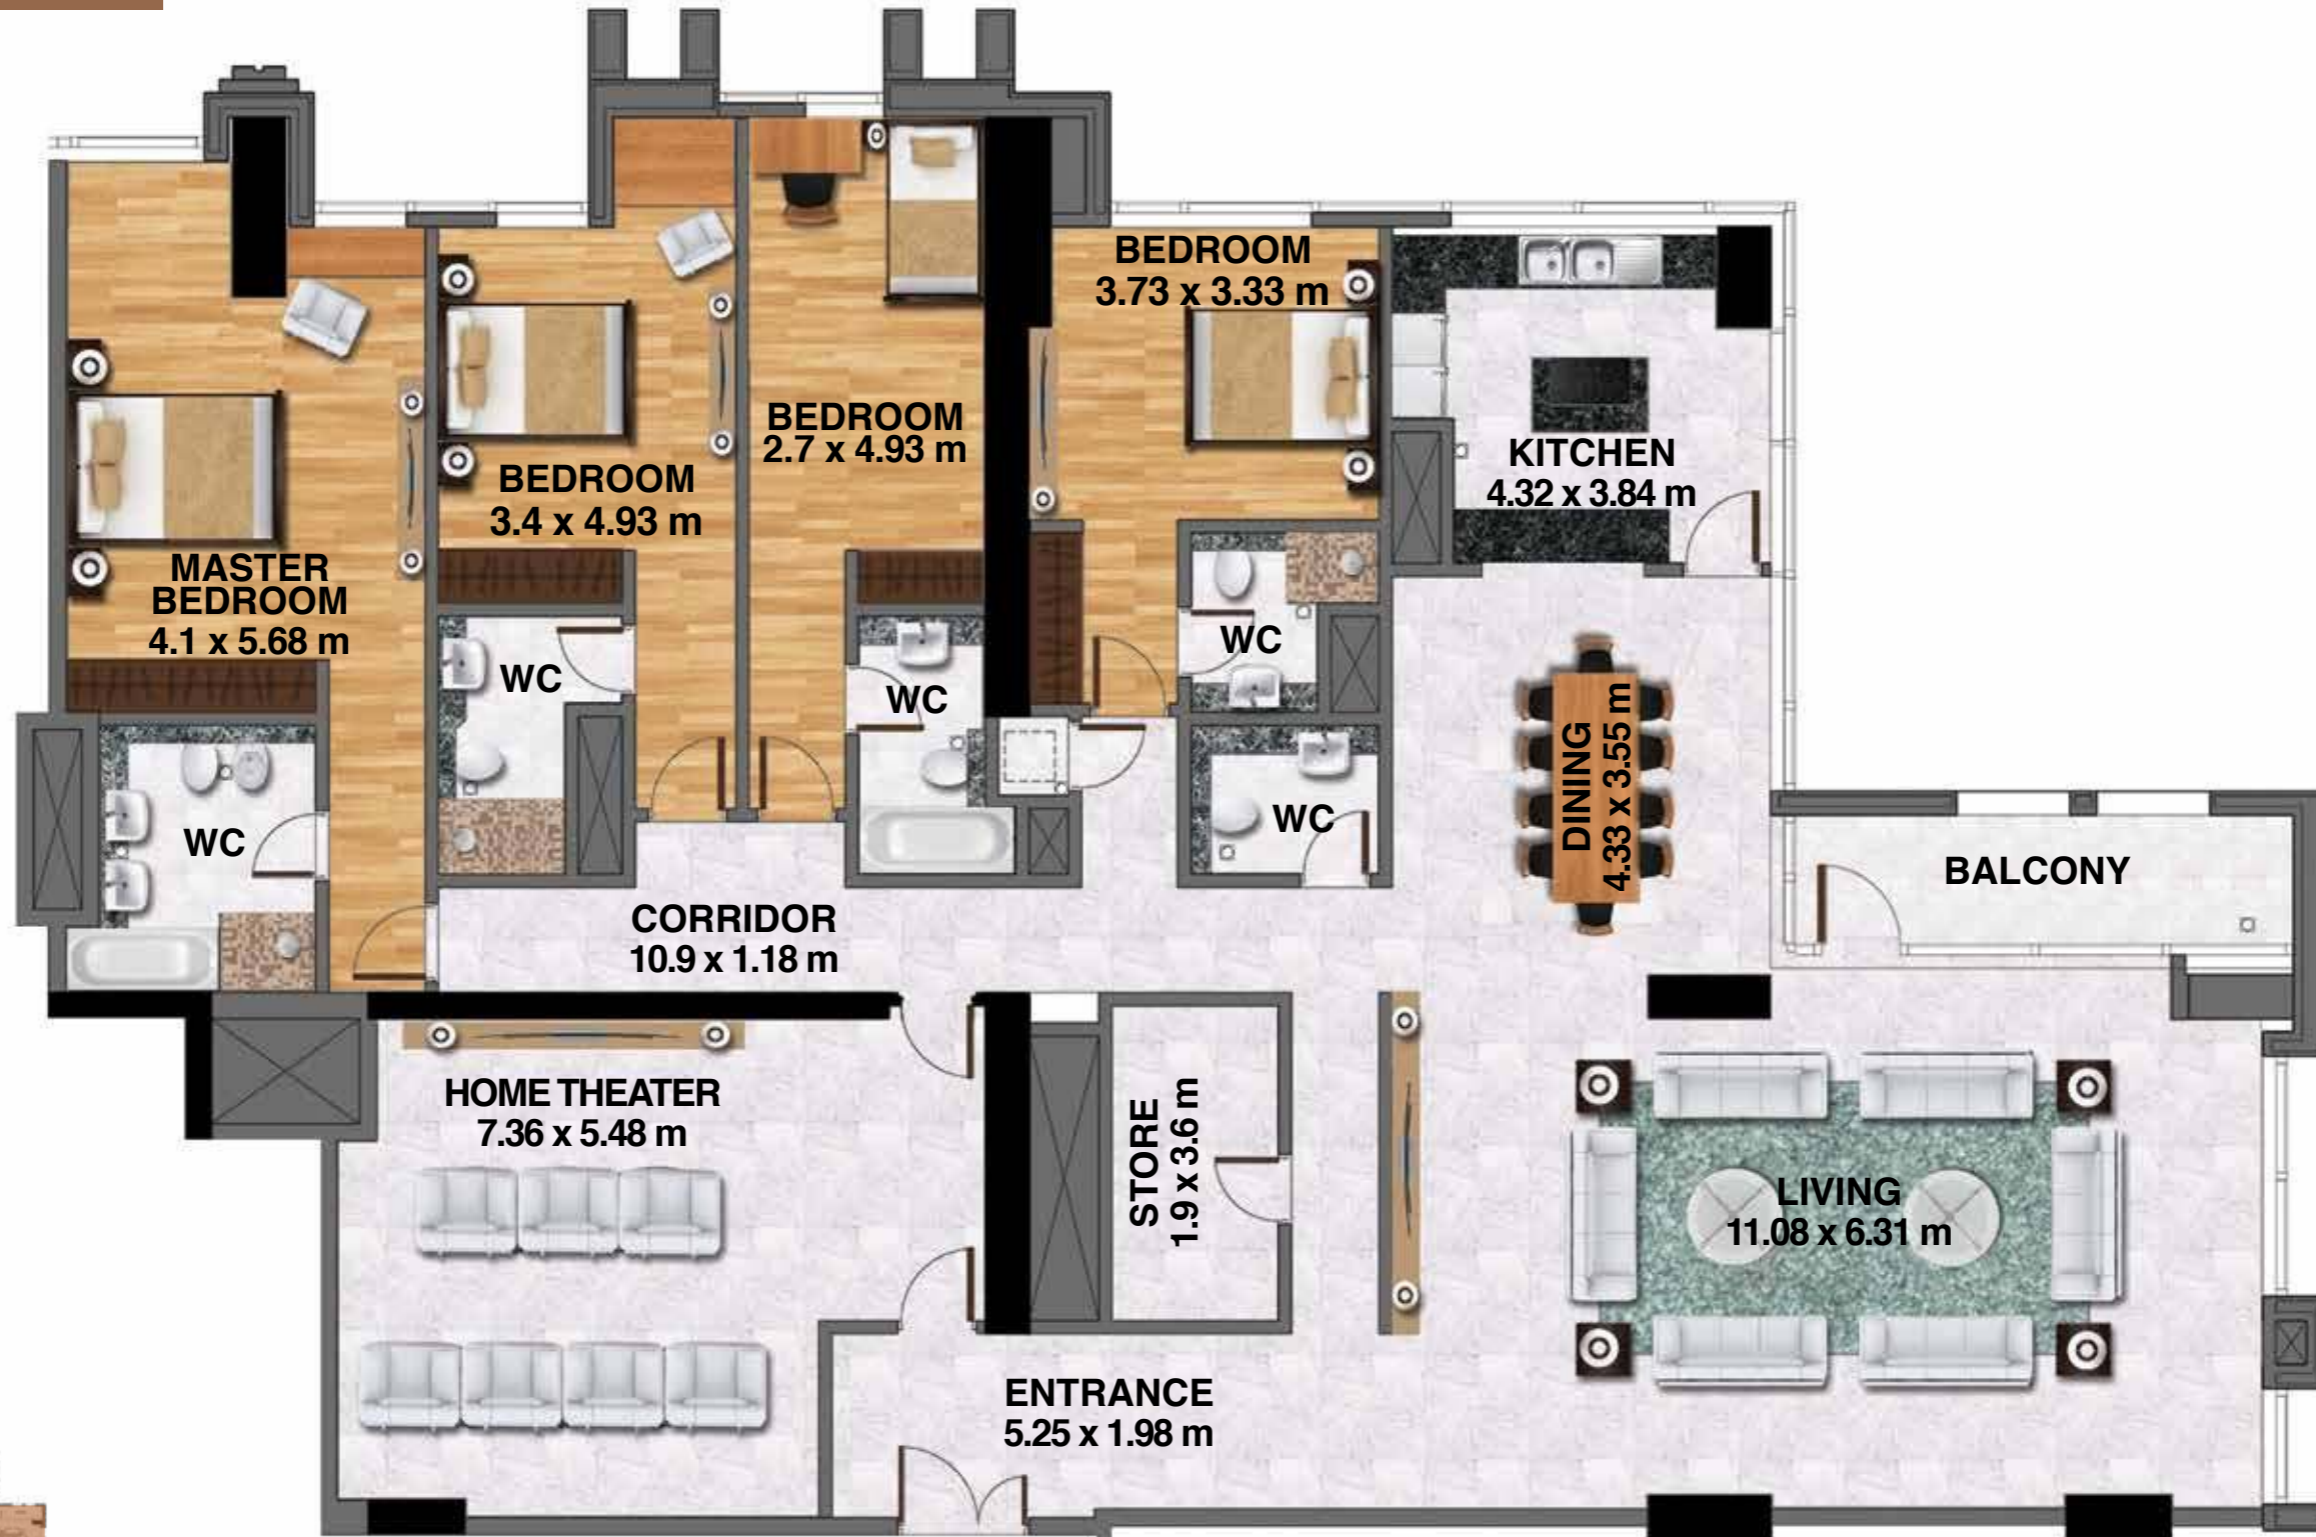 BEDROOM
3.73 x 3.33 m
BEDROOM
2.7 x 4.93 m
KITCHEN
4.32 x 3.84 m
BEDROOM
3.4 x 4.93 m
MASTER
BEDROOM
4.1 x 5.68 m
WC
WC
WC
WC
WC
DINING
4.33 x 3.55 m
BALCONY
CORRIDOR
10.9 x 1.18 m
HOME THEATER
7.36 x 5.48 m
STORE
1.9 x 3.6 m
LIVING
11.08 x 6.31 m
ENTRANCE
5.25 x 1.98 m